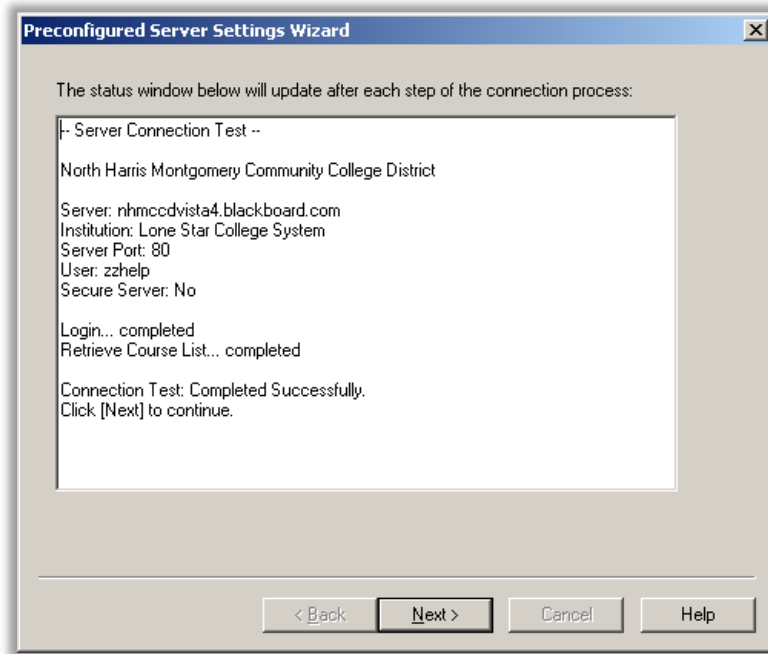 Preconfigured Server Settings Wizard
The status window below will update after each step of the connection process:
-- Server Connection Test --
North Harris Montgomery Community College District
Server: nhmccdvista4.blackboard.com
Institution: Lone Star College System
Server Port: 80
User: zzhelp
Secure Server: No
Login... completed
Retrieve Course List... completed
Connection Test: Completed Successfully.
Click [Next] to continue.
< Back Next > Cancel Help